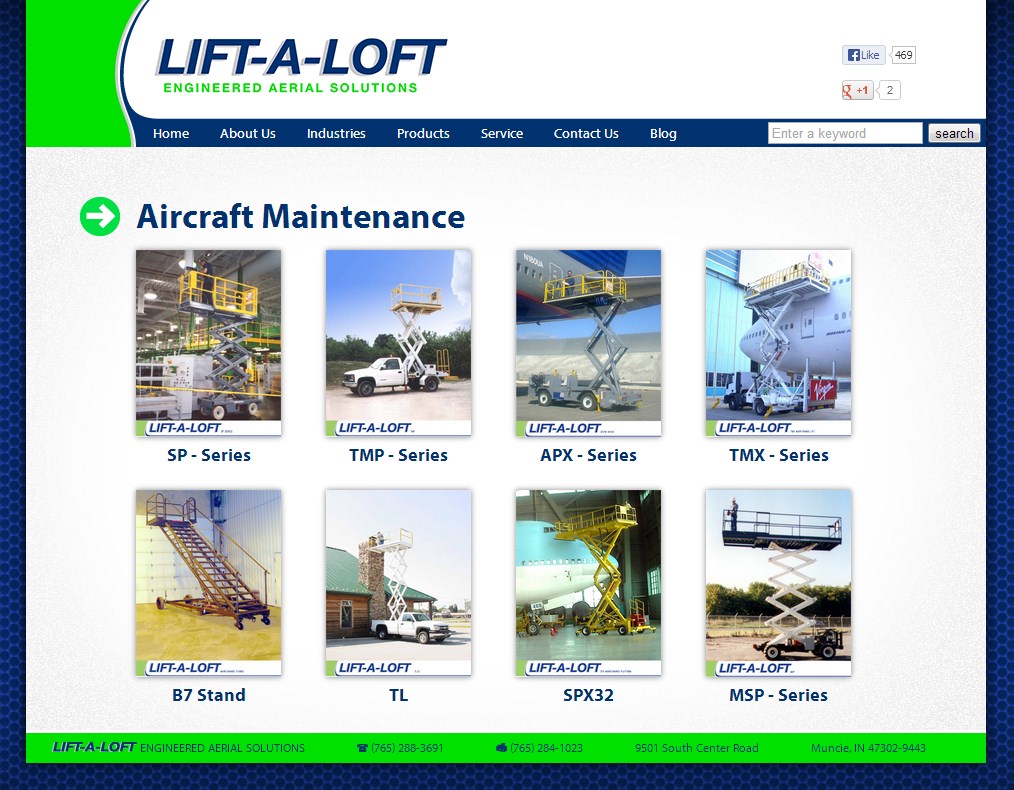 LIFT-A-LOFT
ENGINEERED AERIAL SOLUTIONS
Like 469
+1 2
Home About Us Industries Products Service Contact Us Blog Enter a keyword search
Aircraft Maintenance
LIFT-A-LOFT LIFT-A-LOFT LIFT-A-LOFT LIFT-A-LOFT
SP - Series TMP - Series APX - Series TMX - Series
LIFT-A-LOFT LIFT-A-LOFT LIFT-A-LOFT LIFT-A-LOFT
B7 Stand TL SPX32 MSP - Series
LIFT-A-LOFT ENGINEERED AERIAL SOLUTIONS (765) 288-3691 (765) 284-1023 9501 South Center Road Muncie, IN 47302-9443